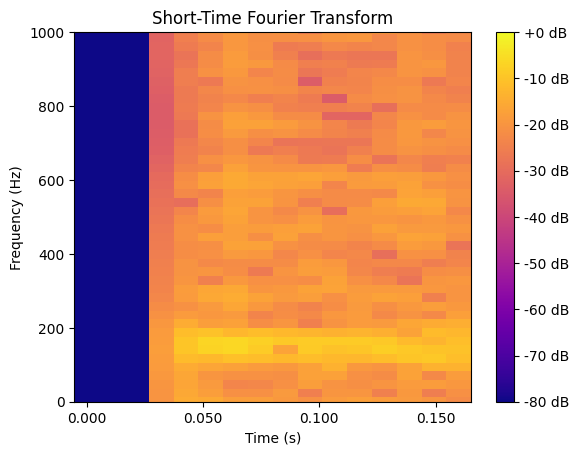 Short-Time Fourier Transform
1000
800
600
400
200
0
Frequency (Hz)
0.000
0.050
0.100
0.150
Time (s)
+0 dB
-10 dB
-20 dB
-30 dB
-40 dB
-50 dB
-60 dB
-70 dB
-80 dB